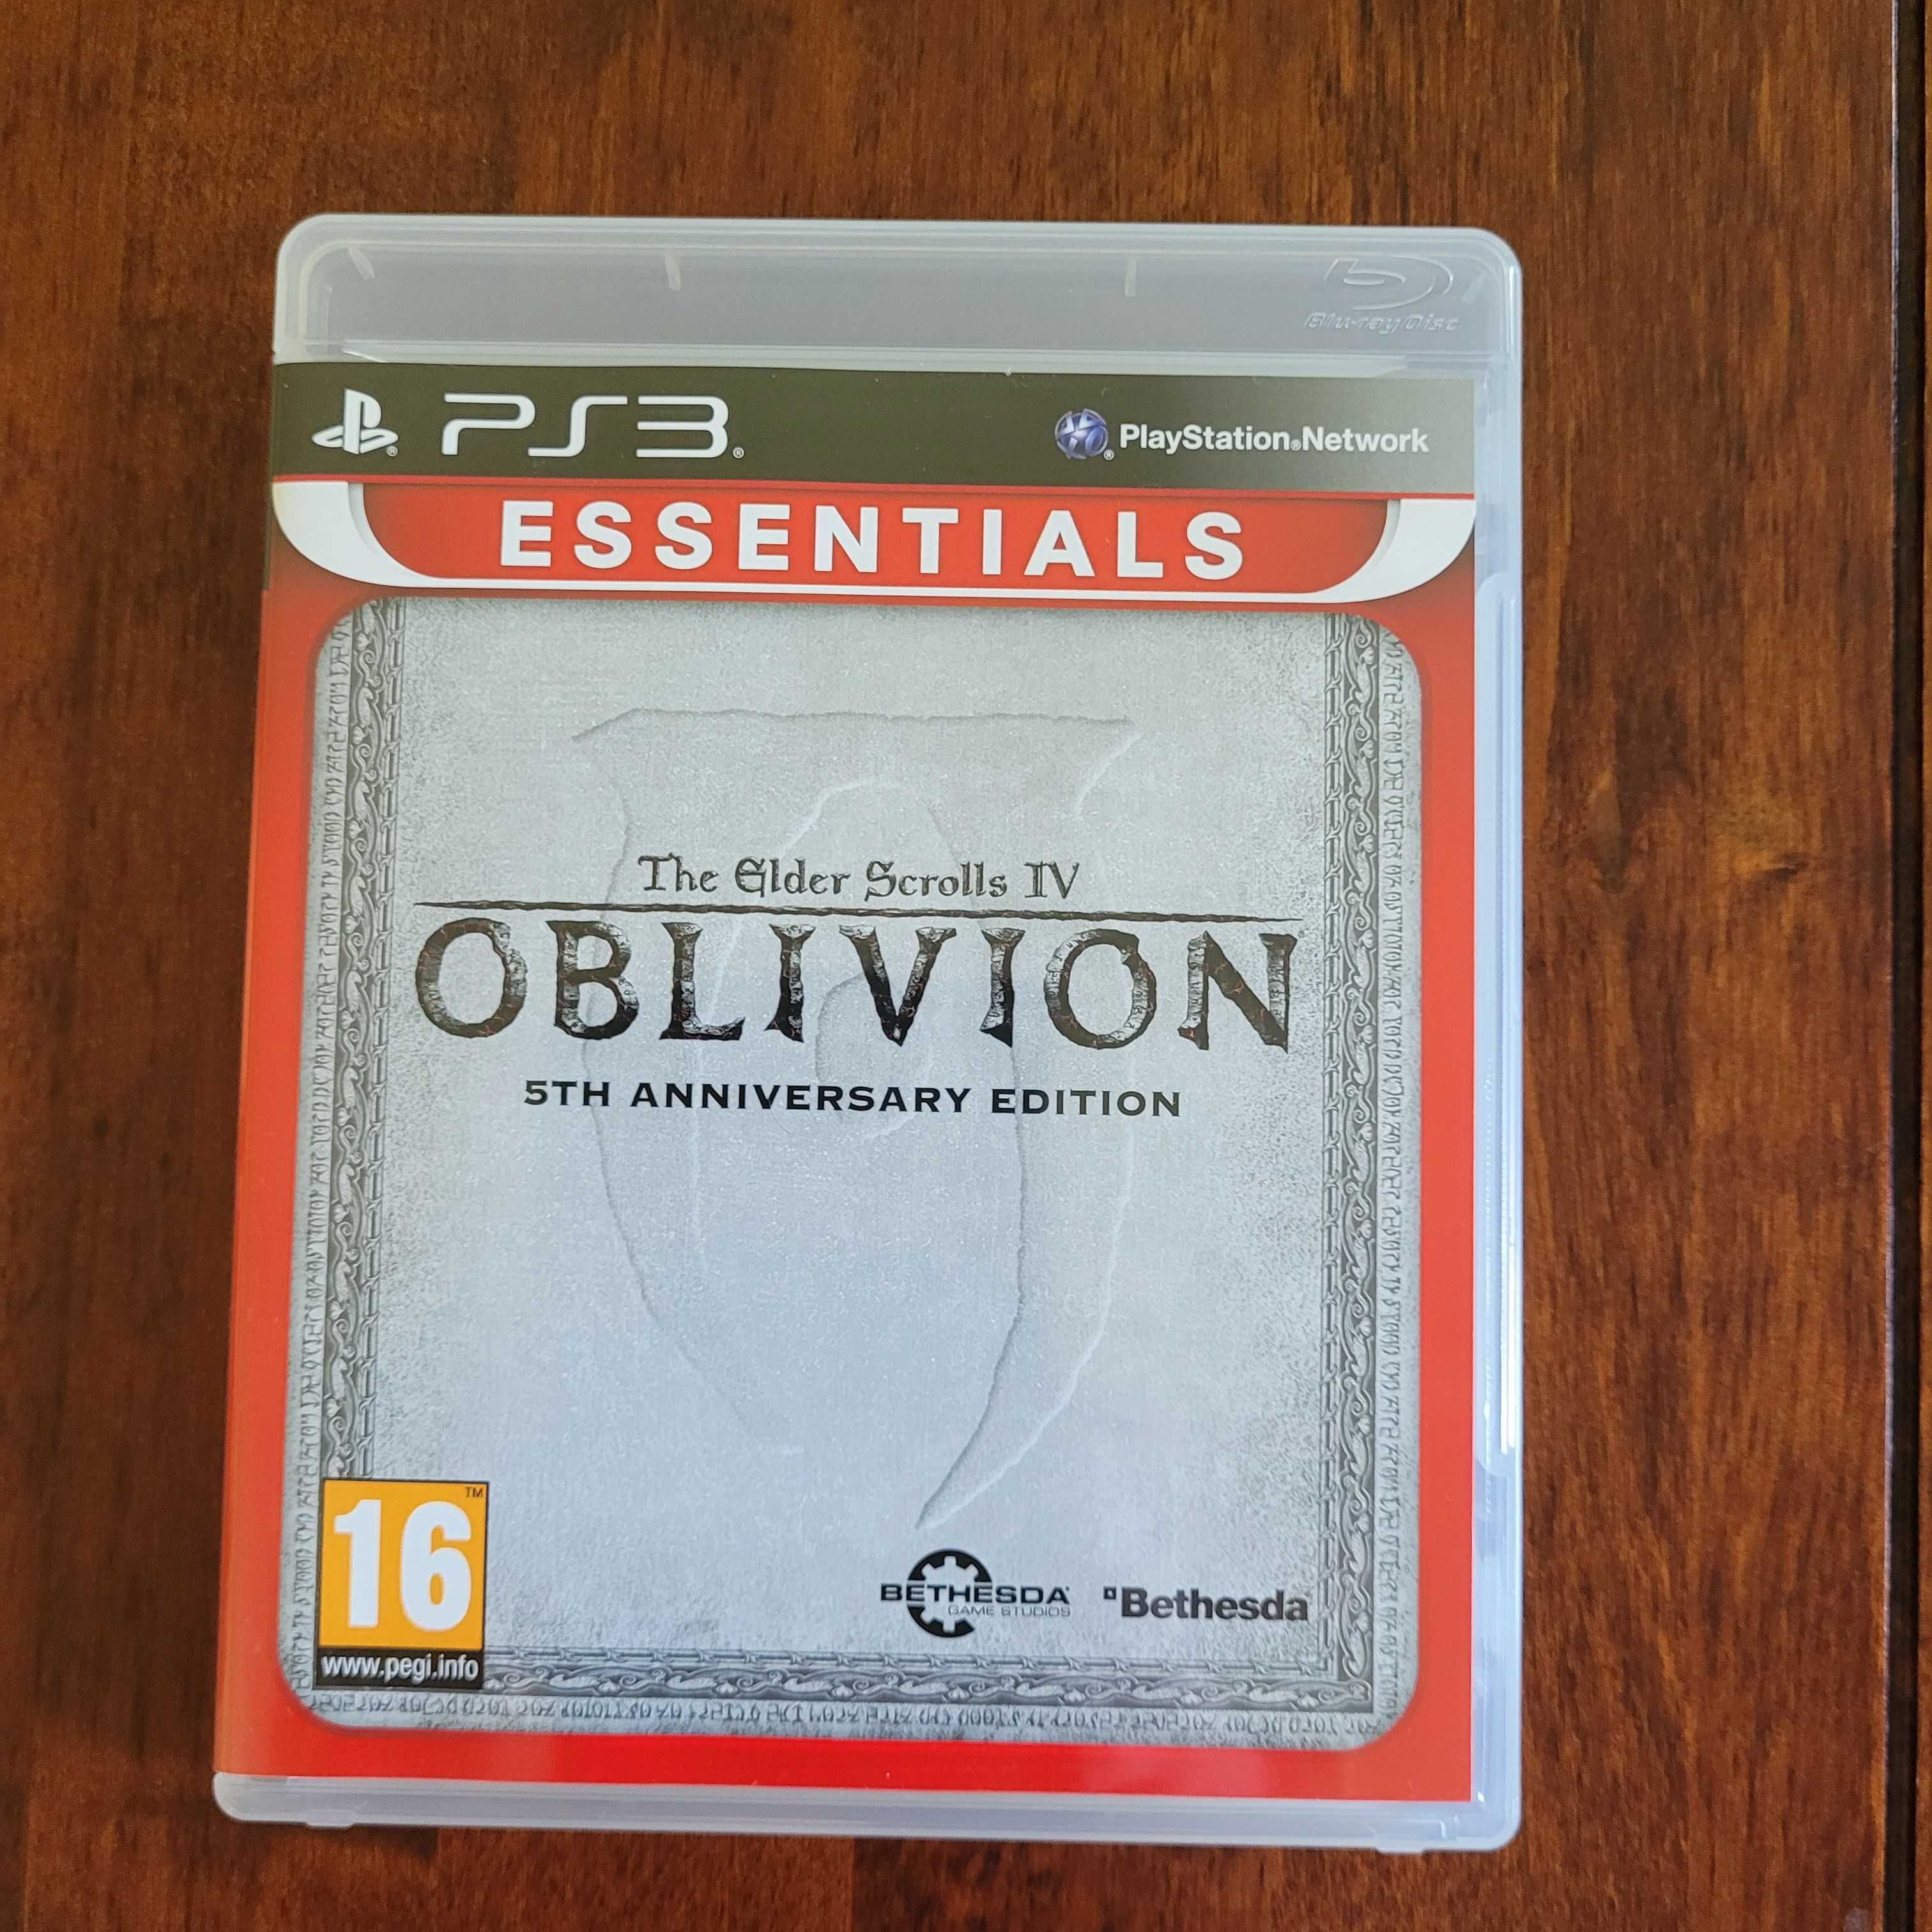 Blu-ray Disc
PS3
PlayStation®Network
ESSENTIALS
The Elder Scrolls IV
OBLIVION
5TH ANNIVERSARY EDITION
16™
www.pegi.info
BETHESDA®
GAME STUDIOS
Bethesda